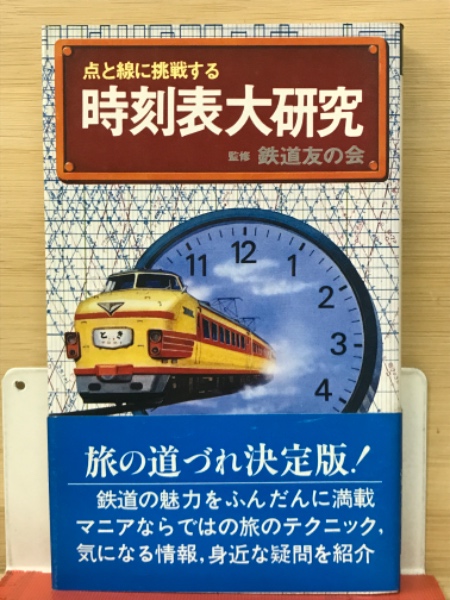 点と線に挑戦する
時刻表大研究
監修 鉄道友の会
11 12 1
2
3
4
とき
旅の道づれ決定版!
鉄道の魅力をふんだんに満載
マニアならではの旅のテクニック,
気になる情報,身近な疑問を紹介